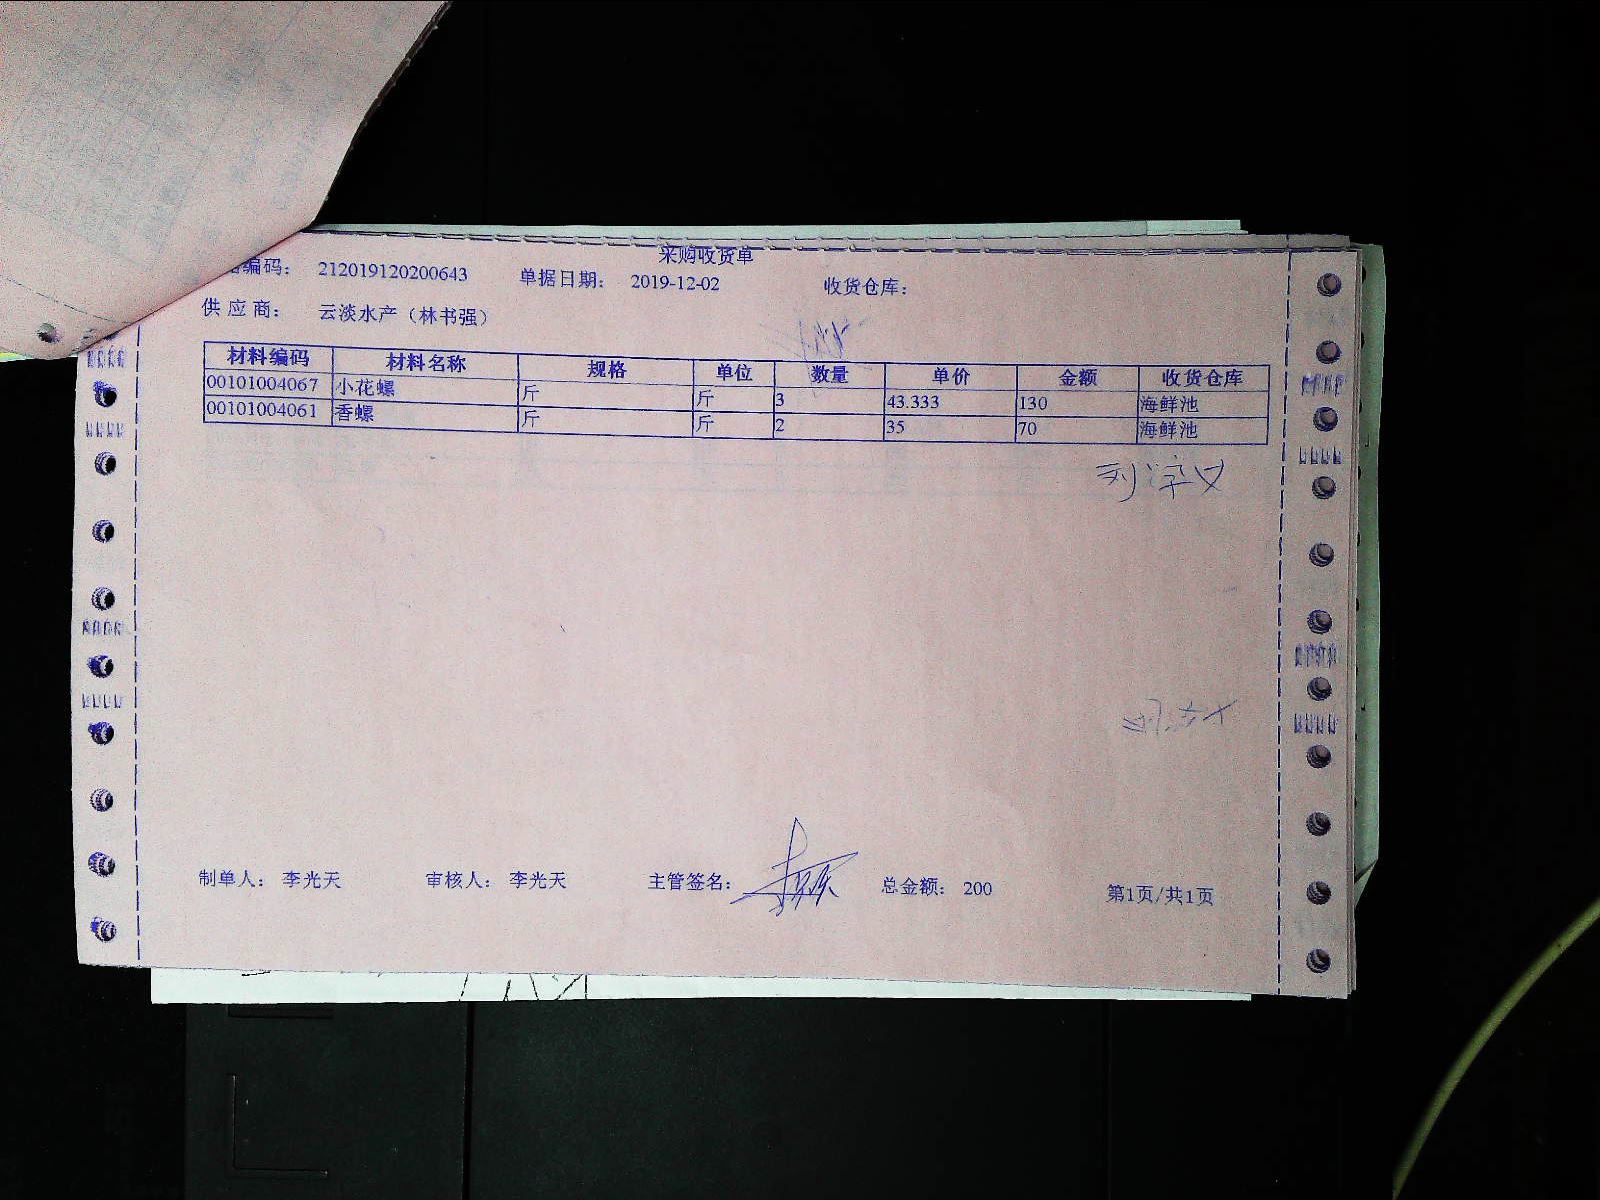 采购收货单
编码： 212019120200643 单据日期： 2019-12-02 收货仓库：
供应商： 云淡水产（林书强）
材料编码 材料名称 规格 单位 数量 单价 金额 收货仓库
00101004067 小花螺 斤 斤 3 43.333 130 海鲜池
00101004061 香螺 斤 斤 2 35 70 海鲜池
制单人： 李光天 审核人： 李光天 主管签名： 总金额： 200 第1页/共1页